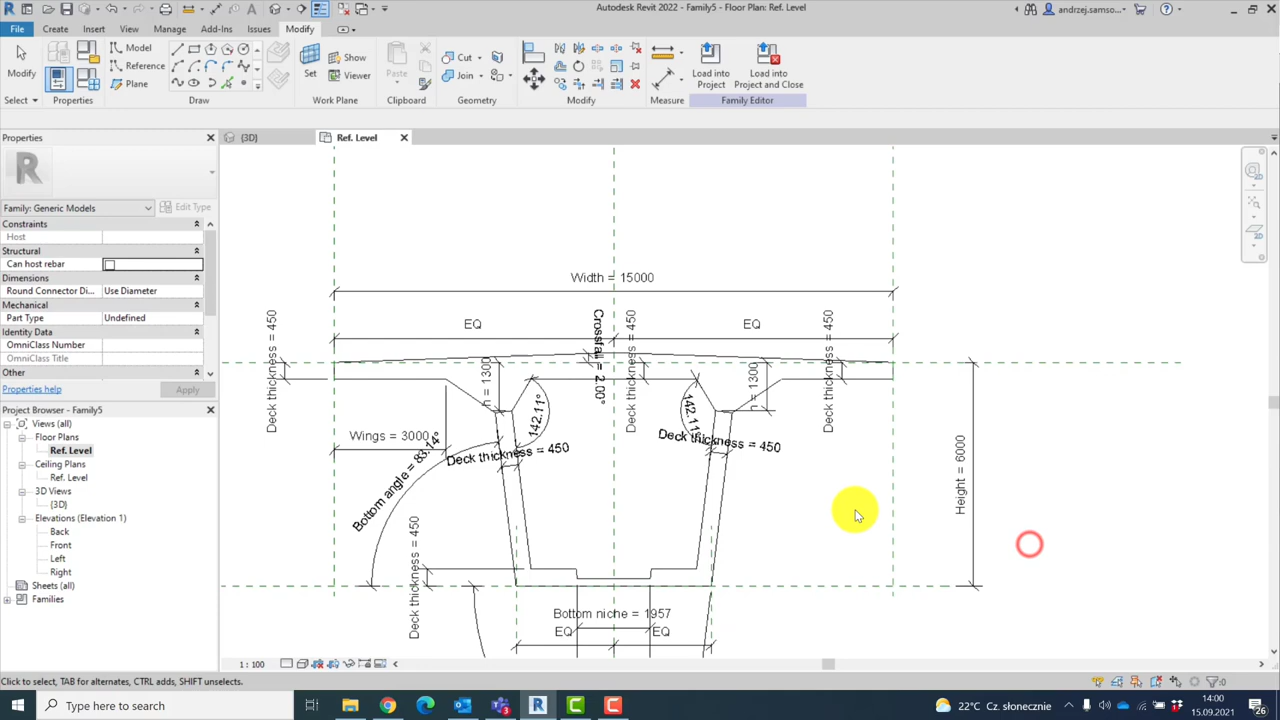 Autodesk Revit 2022 - Family5 - Floor Plan: Ref. Level
andrzej.samso...
File
Create
Insert
View
Manage
Add-Ins
Issues
Modify
Modify
Model
Reference
Plane
Set
Show
Viewer
Paste
Cut
Join
Load into
Project
Load into
Project and Close
Select
Properties
Draw
Work Plane
Clipboard
Geometry
Modify
Measure
Family Editor
Properties
{3D}
Ref. Level
Family: Generic Models
Edit Type
Constraints
Host
Structural
Can host rebar
Dimensions
Round Connector Di...
Use Diameter
Mechanical
Part Type
Undefined
Identity Data
OmniClass Number
OmniClass Title
Other
Properties help
Apply
Project Browser - Family5
Views (all)
Floor Plans
Ref. Level
Ceiling Plans
Ref. Level
3D Views
{3D}
Elevations (Elevation 1)
Back
Front
Left
Right
Sheets (all)
Families
Width = 15000
EQ
EQ
Deck thickness = 450
Crossfall = 2.00°
Deck thickness = 450
Deck thickness = 450
h = 1300
h = 1300
142.11°
142.11°
Wings = 3000
Deck thickness = 450
Deck thickness = 450
Bottom angle = 83.14°
Height = 6000
Deck thickness = 450
Bottom niche = 1957
EQ
EQ
1 : 100
Click to select, TAB for alternates, CTRL adds, SHIFT unselects.
:0
Type here to search
22°C Cz. słonecznie
14:00
15.09.2021
26